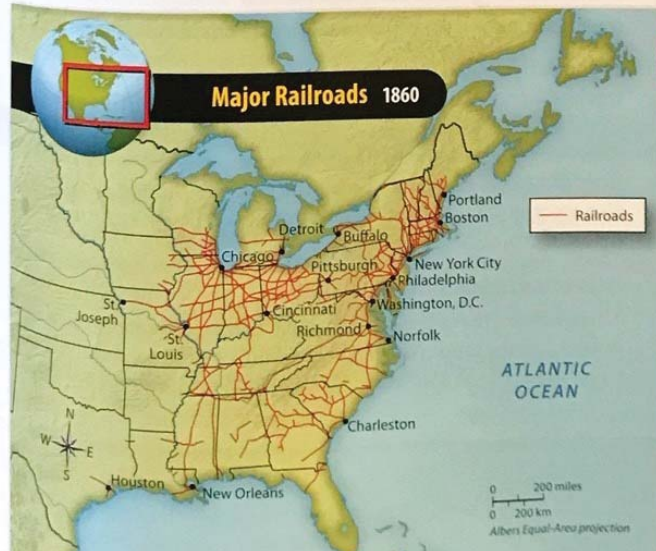 Major Railroads 1860
Portland
Boston
Railroads
Detroit
Buffalo
Chicago
Pittsburgh
New York City
Philadelphia
St.
Joseph
Cincinnati
Washington, D.C.
St.
Louis
Richmond
Norfolk
ATLANTIC
OCEAN
N
W
E
S
Charleston
Houston
New Orleans
0 200 miles
0 200 km
Albers Equal-Area projection